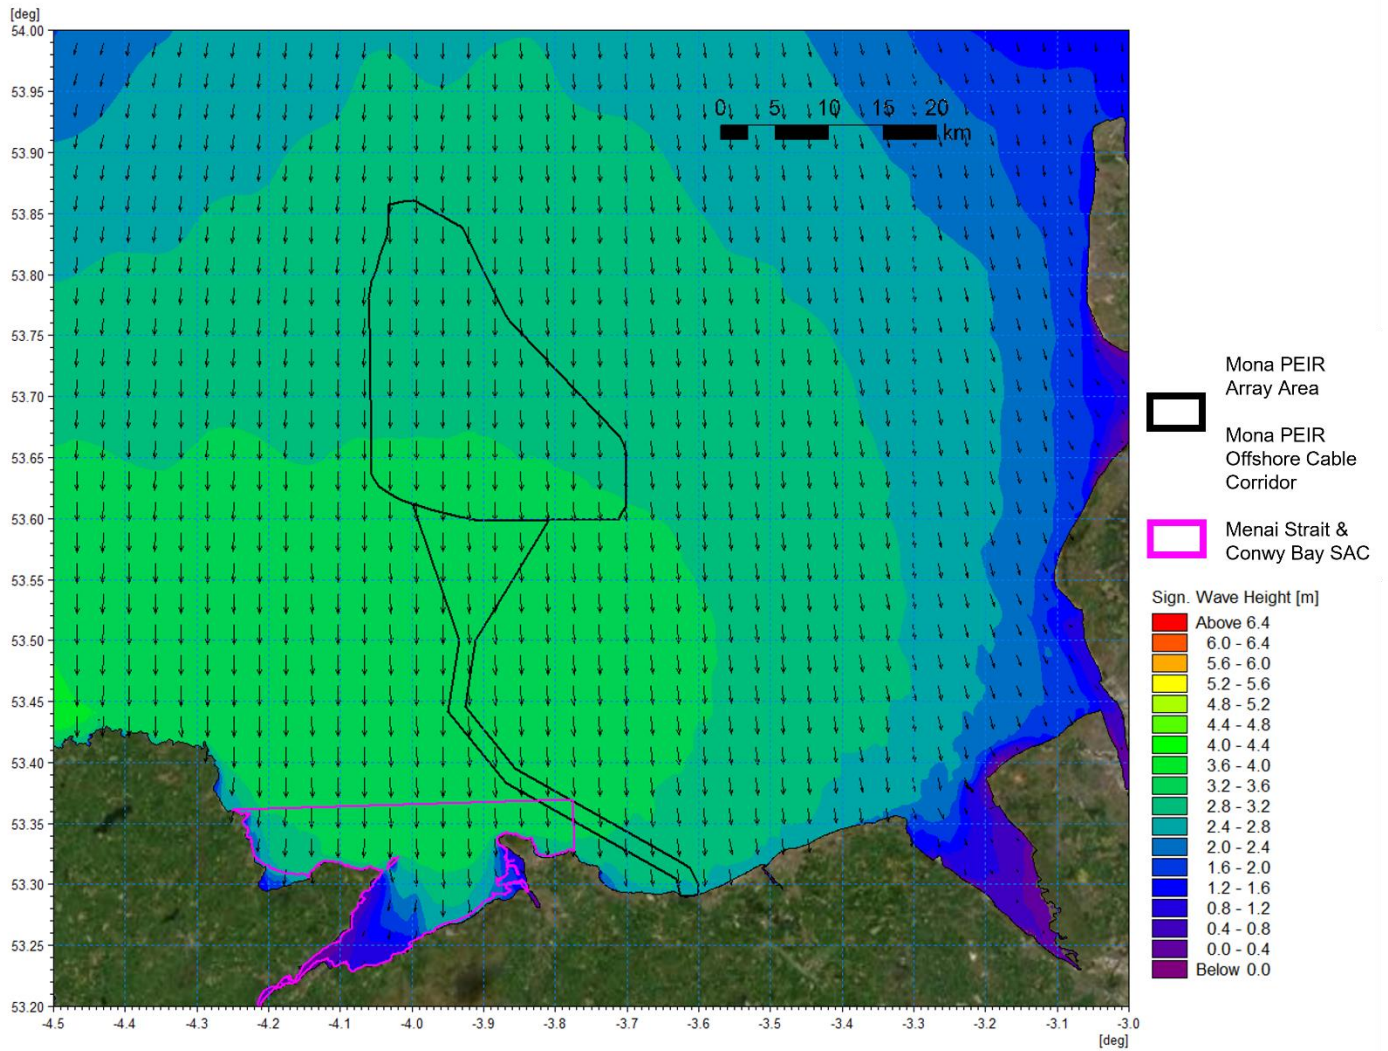 [deg]
54.00
53.95
53.90
53.85
53.80
53.75
53.70
53.65
53.60
53.55
53.50
53.45
53.40
53.35
53.30
53.25
53.20
-4.5 -4.4 -4.3 -4.2 -4.1 -4.0 -3.9 -3.8 -3.7 -3.6 -3.5 -3.4 -3.3 -3.2 -3.1 -3.0
[deg]
0 5 10 15 20
km
Mona PEIR
Array Area
Mona PEIR
Offshore Cable
Corridor
Menai Strait &
Conwy Bay SAC
Sign. Wave Height [m]
Above 6.4
6.0 - 6.4
5.6 - 6.0
5.2 - 5.6
4.8 - 5.2
4.4 - 4.8
4.0 - 4.4
3.6 - 4.0
3.2 - 3.6
2.8 - 3.2
2.4 - 2.8
2.0 - 2.4
1.6 - 2.0
1.2 - 1.6
0.8 - 1.2
0.4 - 0.8
0.0 - 0.4
Below 0.0